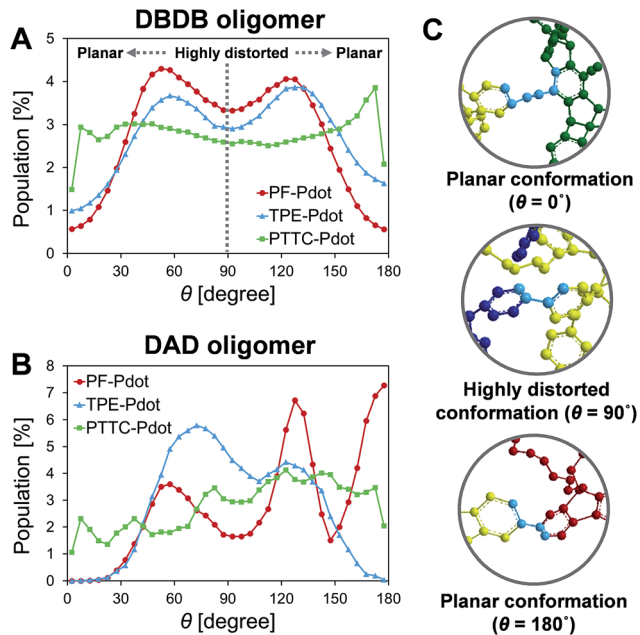 DBDB oligomer
A
Planar
Highly distorted
Planar
Population [%]
5
4
3
2
1
0
PF-Pdot
TPE-Pdot
PTTC-Pdot
0
30
60
90
120
150
180
θ [degree]
DAD oligomer
B
Population [%]
8
7
6
5
4
3
2
1
0
PF-Pdot
TPE-Pdot
PTTC-Pdot
0
30
60
90
120
150
180
θ [degree]
C
Planar conformation
(θ = 0˚)
Highly distorted
conformation (θ = 90˚)
Planar conformation
(θ = 180˚)